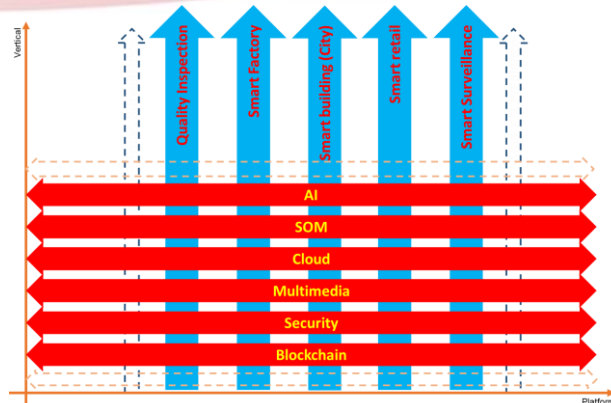 Vertical
Quality Inspection
Smart Factory
Smart building (City)
Smart retail
Smart Surveillance
AI
SOM
Cloud
Multimedia
Security
Blockchain
Platform